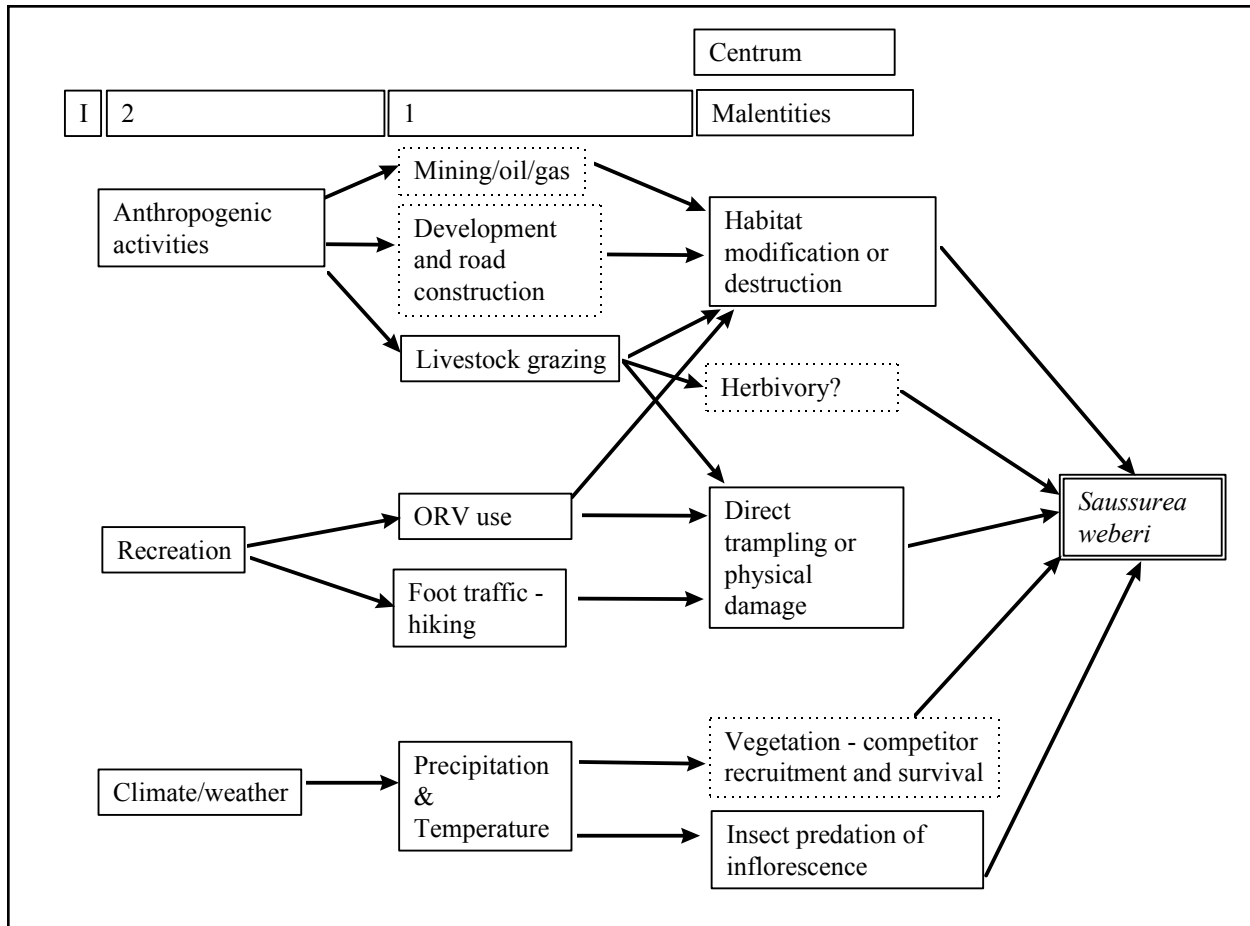 Centrum
I
2
1
Malentities
Mining/oil/gas
Anthropogenic
activities
Development
and road
construction
Habitat
modification or
destruction
Livestock grazing
Herbivory?
Saussurea
weberi
ORV use
Direct
trampling or
physical
damage
Recreation
Foot traffic -
hiking
Vegetation - competitor
recruitment and survival
Precipitation
&
Temperature
Climate/weather
Insect predation of
inflorescence